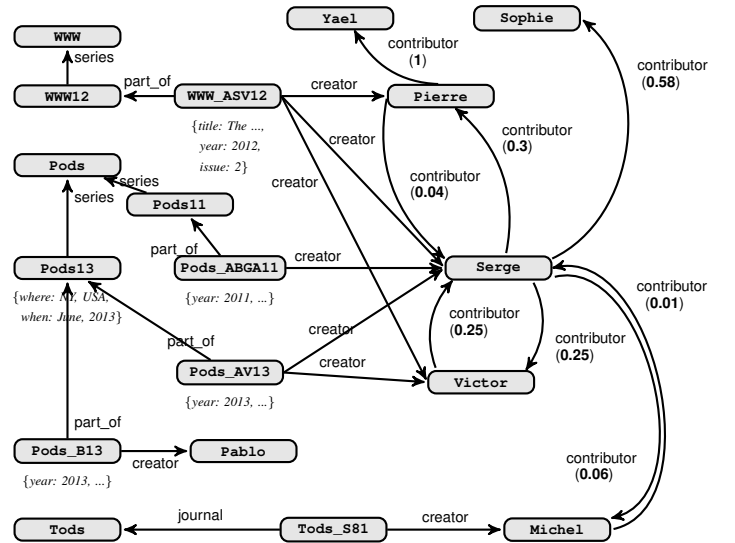 Yael
Sophie
WWW
contributor
(1)
series
contributor
(0.58)
part_of
creator
WWW12
WWW_ASV12
Pierre
{title: The ...,
year: 2012,
issue: 2}
creator
contributor
(0.3)
Pods
series
creator
contributor
(0.04)
series
Pods11
part_of
creator
Pods13
Pods_ABGA11
Serge
{where: NY, USA,
when: June, 2013}
{year: 2011, ...}
contributor
(0.01)
contributor
(0.25)
creator
part_of
contributor
(0.25)
creator
Pods_AV13
Victor
{year: 2013, ...}
part_of
Pods_B13
Pablo
creator
contributor
(0.06)
{year: 2013, ...}
journal
creator
Tods
Tods_S81
Michel